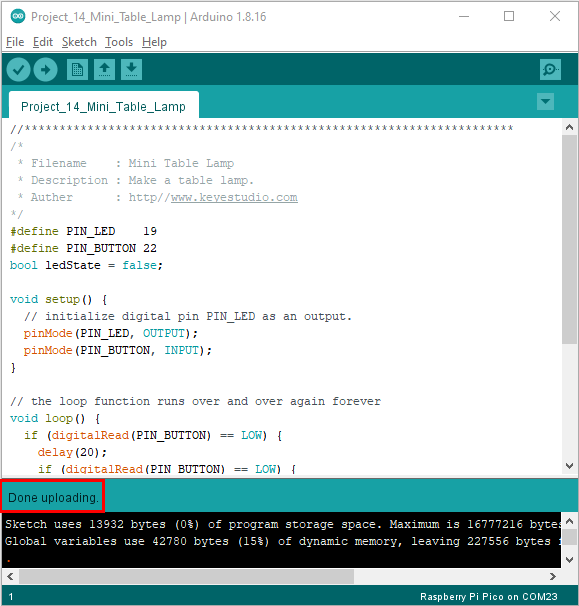 Project_14_Mini_Table_Lamp | Arduino 1.8.16
File Edit Sketch Tools Help
Project_14_Mini_Table_Lamp
//**********************************************************************
/*
 * Filename    : Mini Table Lamp
 * Description : Make a table lamp.
 * Auther      : http//www.keyestudio.com
*/
#define PIN_LED    19
#define PIN_BUTTON 22
bool ledState = false;
void setup() {
  // initialize digital pin PIN_LED as an output.
  pinMode(PIN_LED, OUTPUT);
  pinMode(PIN_BUTTON, INPUT);
}
// the loop function runs over and over again forever
void loop() {
  if (digitalRead(PIN_BUTTON) == LOW) {
    delay(20);
    if (digitalRead(PIN_BUTTON) == LOW) {
Done uploading.
Sketch uses 13932 bytes (0%) of program storage space. Maximum is 16777216 bytes
Global variables use 42780 bytes (15%) of dynamic memory, leaving 227556 bytes
.
1
Raspberry Pi Pico on COM23